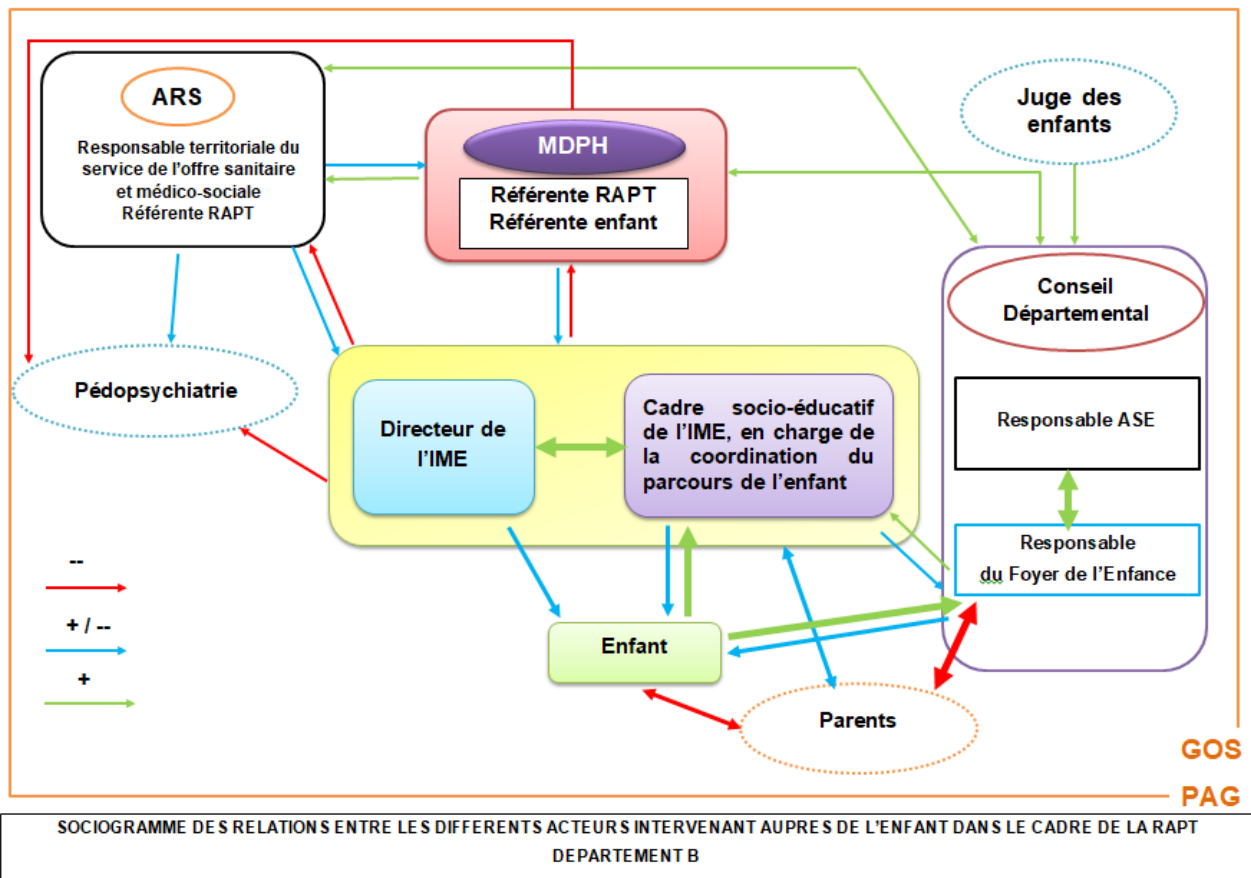 ARS
Responsable territoriale du
service de l'offre sanitaire
et médico-sociale
Référente RAPT
MDPH
Référente RAPT
Référente enfant
Juge des
enfants
Conseil
Départemental
Responsable ASE
Responsable
du Foyer de l'Enfance
Pédopsychiatrie
Directeur de
l'IME
Cadre socio-éducatif
de l'IME, en charge de
la coordination du
parcours de l'enfant
Enfant
Parents
--
+ / --
+
GOS
PAG
SOCIOGRAMME DES RELATIONS ENTRE LES DIFFERENTS ACTEURS INTERVENANT AUPRES DE L'ENFANT DANS LE CADRE DE LA RAPT
DEPARTEMENT B